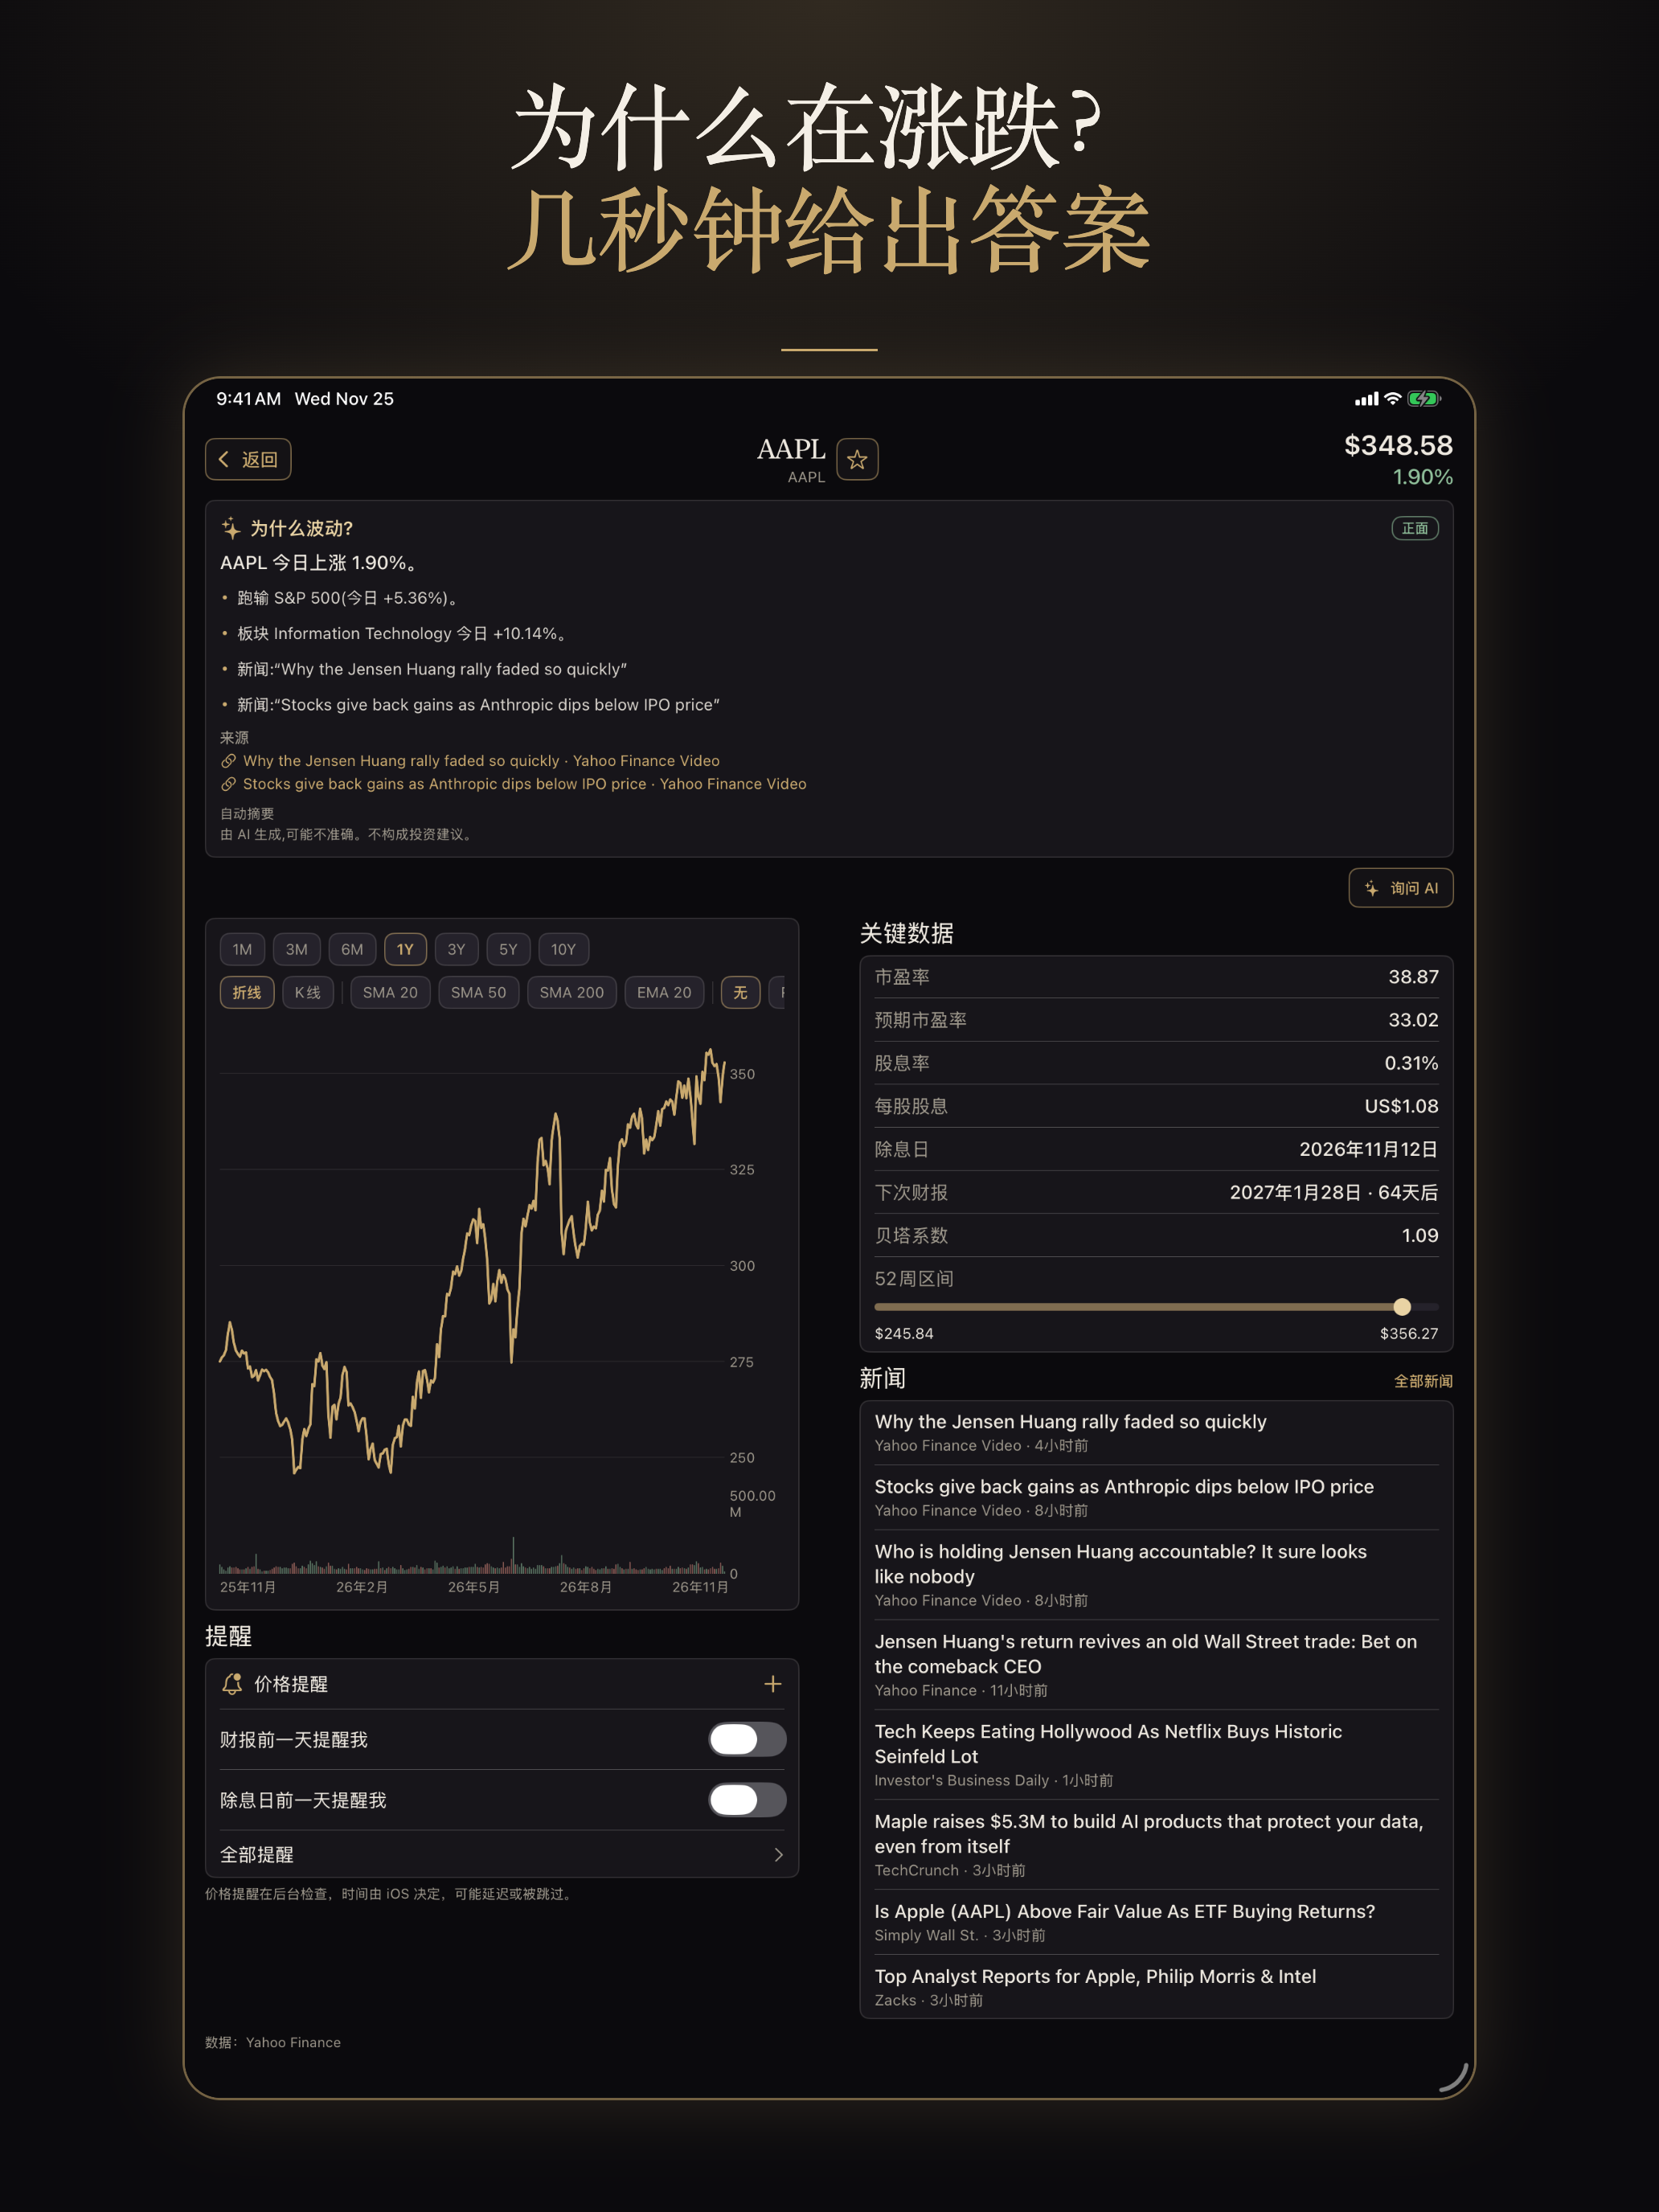 为什么在涨跌?
几秒钟给出答案
9:41 AM Wed Nov 25
返回
AAPL
AAPL
$348.58
1.90%
为什么波动?
正面
AAPL 今日上涨 1.90%。
• 跑输 S&P 500(今日 +5.36%)。
• 板块 Information Technology 今日 +10.14%。
• 新闻:“Why the Jensen Huang rally faded so quickly”
• 新闻:“Stocks give back gains as Anthropic dips below IPO price”
来源
Why the Jensen Huang rally faded so quickly · Yahoo Finance Video
Stocks give back gains as Anthropic dips below IPO price · Yahoo Finance Video
自动摘要
由 AI 生成,可能不准确。不构成投资建议。
询问 AI
1M 3M 6M 1Y 3Y 5Y 10Y
折线 K线 SMA 20 SMA 50 SMA 200 EMA 20 无
350
325
300
275
250
500.00
M
0
25年11月 26年2月 26年5月 26年8月 26年11月
提醒
价格提醒
财报前一天提醒我
除息日前一天提醒我
全部提醒
价格提醒在后台检查，时间由 iOS 决定，可能延迟或被跳过。
关键数据
市盈率 38.87
预期市盈率 33.02
股息率 0.31%
每股股息 US$1.08
除息日 2026年11月12日
下次财报 2027年1月28日 · 64天后
贝塔系数 1.09
52周区间
$245.84 $356.27
新闻 全部新闻
Why the Jensen Huang rally faded so quickly
Yahoo Finance Video · 4小时前
Stocks give back gains as Anthropic dips below IPO price
Yahoo Finance Video · 8小时前
Who is holding Jensen Huang accountable? It sure looks
like nobody
Yahoo Finance Video · 8小时前
Jensen Huang's return revives an old Wall Street trade: Bet on
the comeback CEO
Yahoo Finance · 11小时前
Tech Keeps Eating Hollywood As Netflix Buys Historic
Seinfeld Lot
Investor's Business Daily · 1小时前
Maple raises $5.3M to build AI products that protect your data,
even from itself
TechCrunch · 3小时前
Is Apple (AAPL) Above Fair Value As ETF Buying Returns?
Simply Wall St. · 3小时前
Top Analyst Reports for Apple, Philip Morris & Intel
Zacks · 3小时前
数据：Yahoo Finance